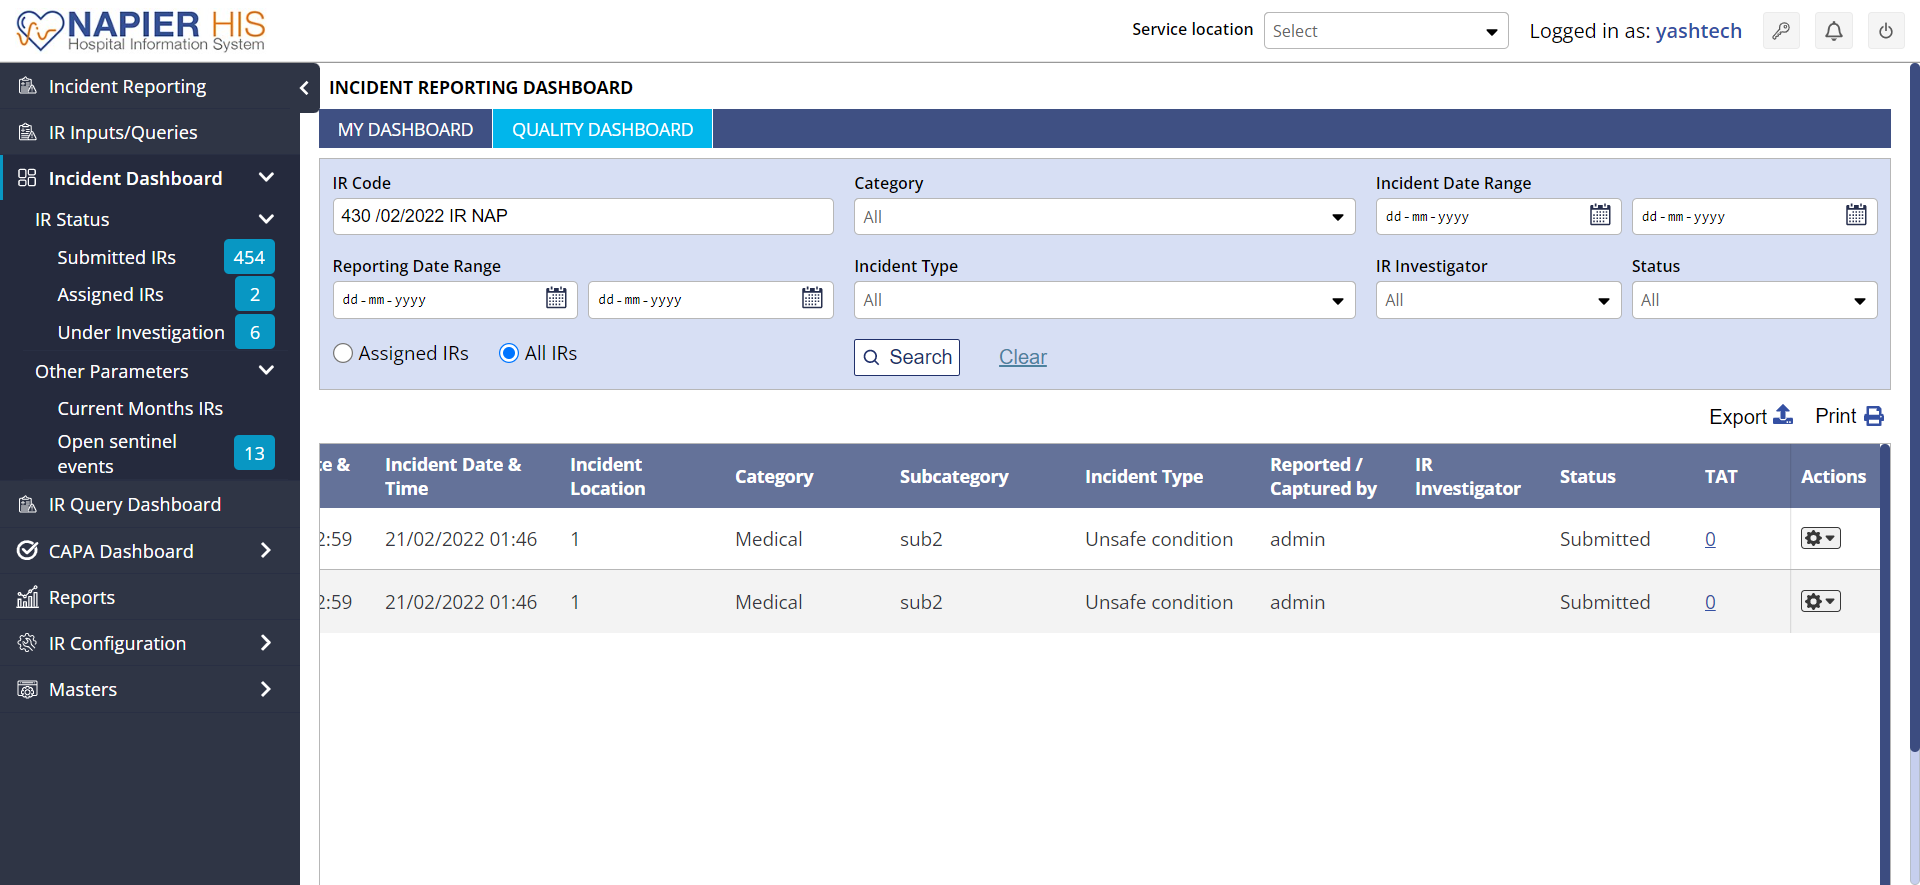 NAPIER HIS
Hospital Information System
Service location
Select
Logged in as: yashtech
Incident Reporting
IR Inputs/Queries
Incident Dashboard
IR Status
Submitted IRs 454
Assigned IRs 2
Under Investigation 6
Other Parameters
Current Months IRs
Open sentinel
events
13
IR Query Dashboard
CAPA Dashboard
Reports
IR Configuration
Masters
INCIDENT REPORTING DASHBOARD
MY DASHBOARD QUALITY DASHBOARD
IR Code Category Incident Date Range
430 /02/2022 IR NAP All dd-mm-yyyy dd-mm-yyyy
Reporting Date Range Incident Type IR Investigator Status
dd-mm-yyyy dd-mm-yyyy All All All
Assigned IRs All IRs Search Clear
Export Print
te & Incident Date & Time Incident Location Category Subcategory Incident Type Reported / Captured by IR Investigator Status TAT Actions
2:59 21/02/2022 01:46 1 Medical sub2 Unsafe condition admin Submitted 0
2:59 21/02/2022 01:46 1 Medical sub2 Unsafe condition admin Submitted 0